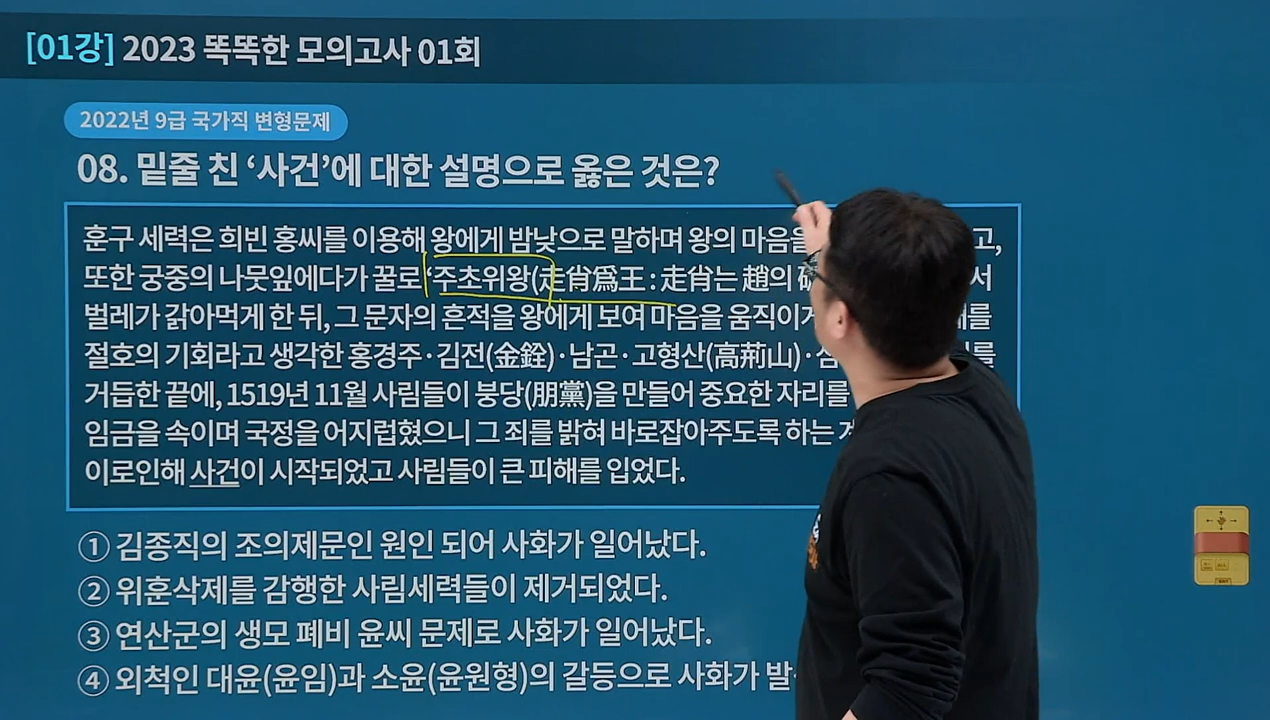 [01강] 2023 똑똑한 모의고사 01회
2022년 9급 국가직 변형문제
08. 밑줄 친 ‘사건’에 대한 설명으로 옳은 것은?
훈구 세력은 희빈 홍씨를 이용해 왕에게 밤낮으로 말하며 왕의 마음을 고,
또한 궁중의 나뭇잎에다가 꿀로 ‘주초위왕(走肖爲王 : 走肖는 趙의 서
벌레가 갉아먹게 한 뒤, 그 문자의 흔적을 왕에게 보여 마음을 움직이게
절호의 기회라고 생각한 홍경주·김전(金銓)·남곤·고형산(高荊山)· 를
거듭한 끝에, 1519년 11월 사림들이 붕당(朋黨)을 만들어 중요한 자리를
임금을 속이며 국정을 어지럽혔으니 그 죄를 밝혀 바로잡아주도록 하는
이로인해 사건이 시작되었고 사림들이 큰 피해를 입었다.
① 김종직의 조의제문인 원인 되어 사화가 일어났다.
② 위훈삭제를 감행한 사림세력들이 제거되었다.
③ 연산군의 생모 폐비 윤씨 문제로 사화가 일어났다.
④ 외척인 대윤(윤임)과 소윤(윤원형)의 갈등으로 사화가 발